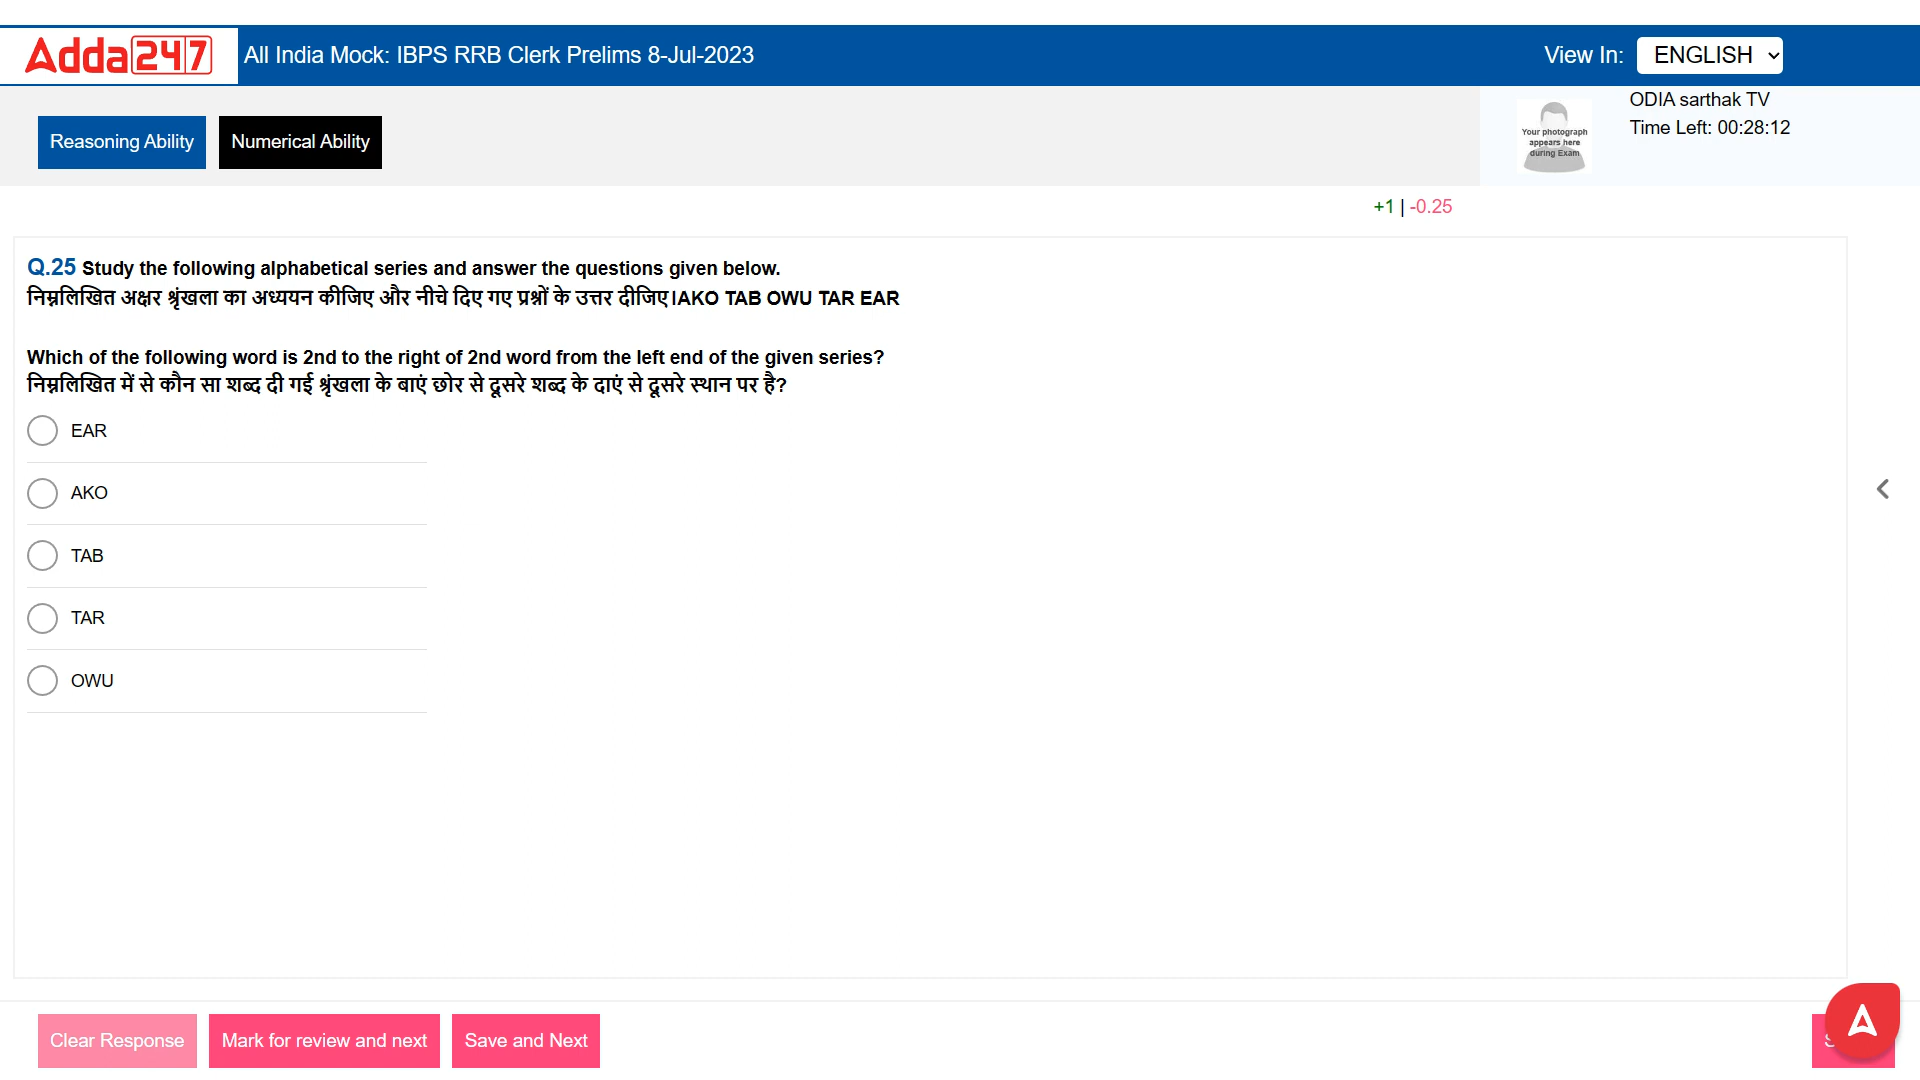 Adda247 All India Mock: IBPS RRB Clerk Prelims 8-Jul-2023 View In: ENGLISH
Reasoning Ability Numerical Ability
Your photograph
appears here
during Exam
ODIA sarthak TV
Time Left: 00:28:12
+1 | -0.25
Q.25 Study the following alphabetical series and answer the questions given below.
निम्नलिखित अक्षर श्रृंखला का अध्ययन कीजिए और नीचे दिए गए प्रश्नों के उत्तर दीजिए।AKO TAB OWU TAR EAR
Which of the following word is 2nd to the right of 2nd word from the left end of the given series?
निम्नलिखित में से कौन सा शब्द दी गई श्रृंखला के बाएं छोर से दूसरे शब्द के दाएं से दूसरे स्थान पर है?
EAR
AKO
TAB
TAR
OWU
Clear Response Mark for review and next Save and Next